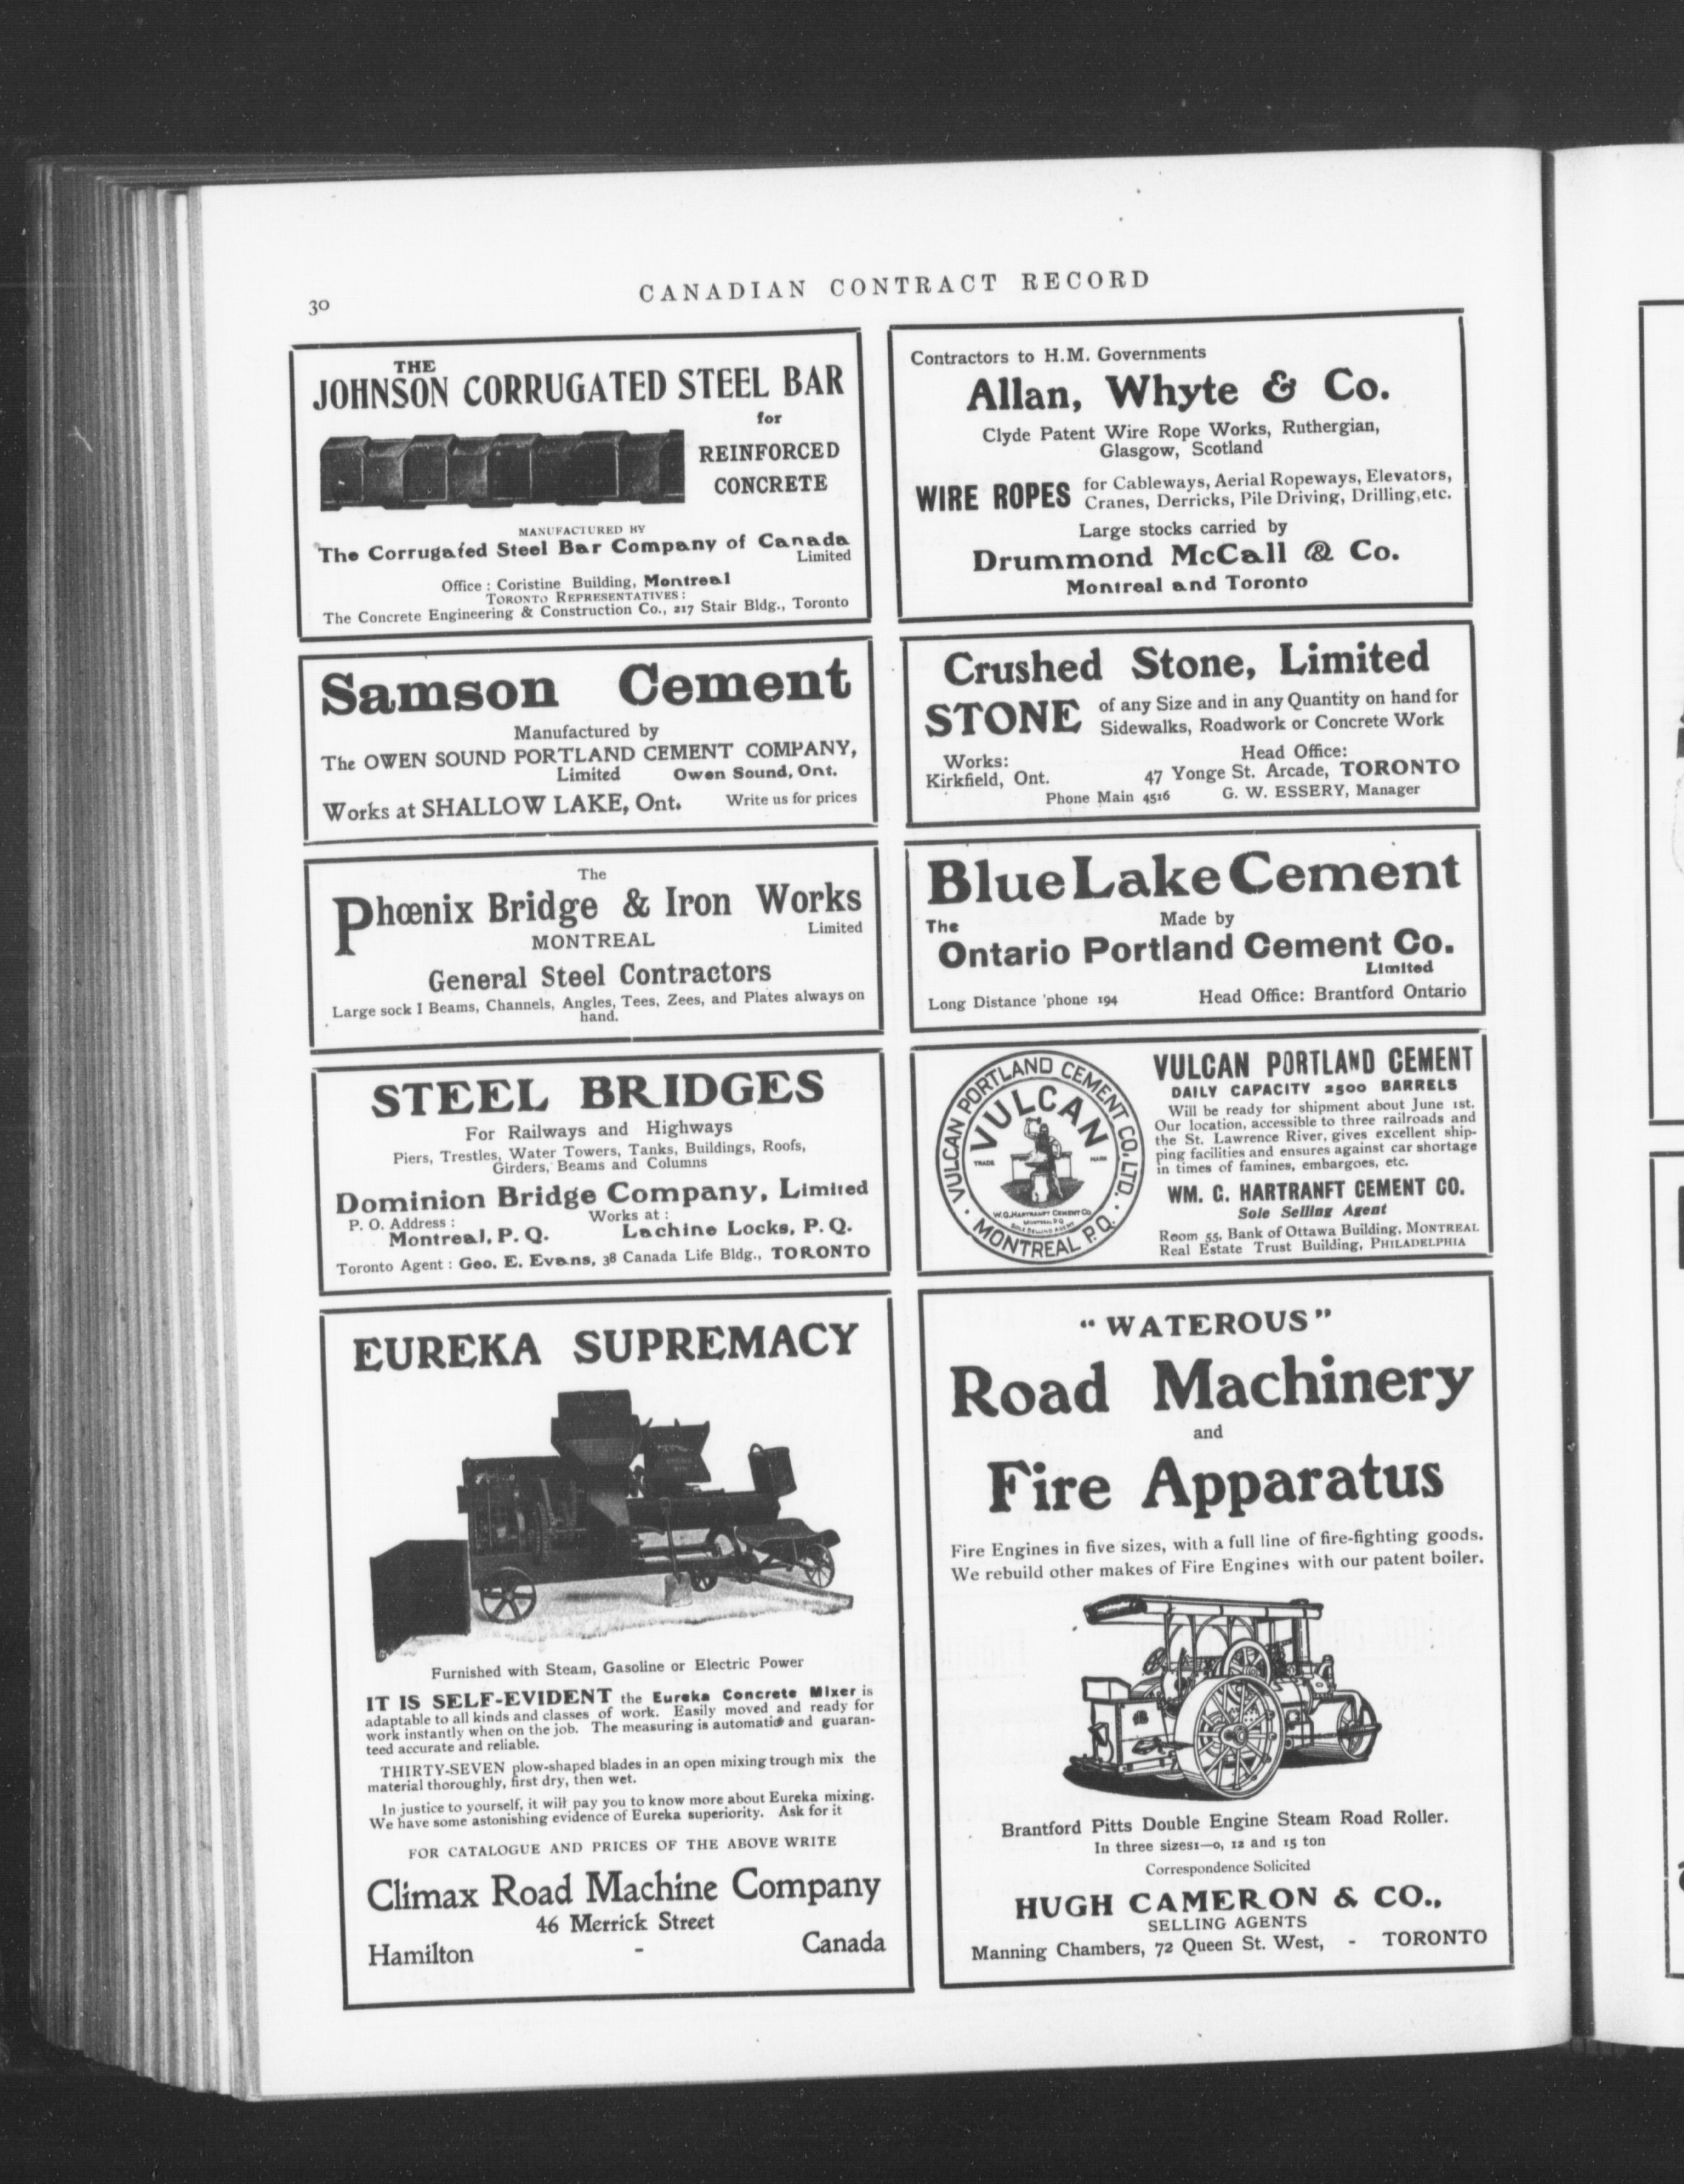 30
CANADIAN CONTRACT RECORD
THE
JOHNSON CORRUGATED STEEL BAR
for
REINFORCED
CONCRETE
MANUFACTURED BY
The Corrugated Steel Bar Company of Canada
Limited
Office : Coristine Building, Montreal
TORONTO REPRESENTATIVES :
The Concrete Engineering & Construction Co., 217 Stair Bldg., Toronto
Contractors to H.M. Governments
Allan, Whyte & Co.
Clyde Patent Wire Rope Works, Ruthergian,
Glasgow, Scotland
WIRE ROPES for Cableways, Aerial Ropeways, Elevators,
Cranes, Derricks, Pile Driving, Drilling, etc.
Large stocks carried by
Drummond McCall & Co.
Montreal and Toronto
Samson Cement
Manufactured by
The OWEN SOUND PORTLAND CEMENT COMPANY,
Limited Owen Sound, Ont.
Works at SHALLOW LAKE, Ont. Write us for prices
Crushed Stone, Limited
STONE of any Size and in any Quantity on hand for
Sidewalks, Roadwork or Concrete Work
Works:
Kirkfield, Ont.
Head Office:
47 Yonge St. Arcade, TORONTO
Phone Main 4516 G. W. ESSERY, Manager
The
Phœnix Bridge & Iron Works
Limited
MONTREAL
General Steel Contractors
Large sock I Beams, Channels, Angles, Tees, Zees, and Plates always on
hand.
Blue Lake Cement
Made by
The
Ontario Portland Cement Co.
Limited
Long Distance 'phone 194 Head Office: Brantford Ontario
STEEL BRIDGES
For Railways and Highways
Piers, Trestles, Water Towers, Tanks, Buildings, Roofs,
Girders, Beams and Columns
Dominion Bridge Company, Limited
P. O. Address :
Montreal, P. Q.
Works at :
Lachine Locks, P. Q.
Toronto Agent : Geo. E. Evans, 38 Canada Life Bldg., TORONTO
VULCAN PORTLAND CEMENT CO. LTD.
VULCAN
TRADE MARK
W.G. HARTRANFT CEMENT CO.
MONTREAL P Q
SOLE SELLING AGENT
MONTREAL P.Q.
VULCAN PORTLAND CEMENT
DAILY CAPACITY 2500 BARRELS
Will be ready for shipment about June 1st.
Our location, accessible to three railroads and
the St. Lawrence River, gives excellent ship-
ping facilities and ensures against car shortage
in times of famines, embargoes, etc.
WM. G. HARTRANFT CEMENT CO.
Sole Selling Agent
Room 55, Bank of Ottawa Building, MONTREAL
Real Estate Trust Building, PHILADELPHIA
EUREKA SUPREMACY
Furnished with Steam, Gasoline or Electric Power
IT IS SELF-EVIDENT the Eureka Concrete Mixer is
adaptable to all kinds and classes of work. Easily moved and ready for
work instantly when on the job. The measuring is automatic and guaran-
teed accurate and reliable.
THIRTY-SEVEN plow-shaped blades in an open mixing trough mix the
material thoroughly, first dry, then wet.
In justice to yourself, it will pay you to know more about Eureka mixing.
We have some astonishing evidence of Eureka superiority. Ask for it
FOR CATALOGUE AND PRICES OF THE ABOVE WRITE
Climax Road Machine Company
46 Merrick Street
Hamilton - Canada
“ WATEROUS ”
Road Machinery
and
Fire Apparatus
Fire Engines in five sizes, with a full line of fire-fighting goods.
We rebuild other makes of Fire Engines with our patent boiler.
Brantford Pitts Double Engine Steam Road Roller.
In three sizes1—0, 12 and 15 ton
Correspondence Solicited
HUGH CAMERON & CO.,
SELLING AGENTS
Manning Chambers, 72 Queen St. West, - TORONTO